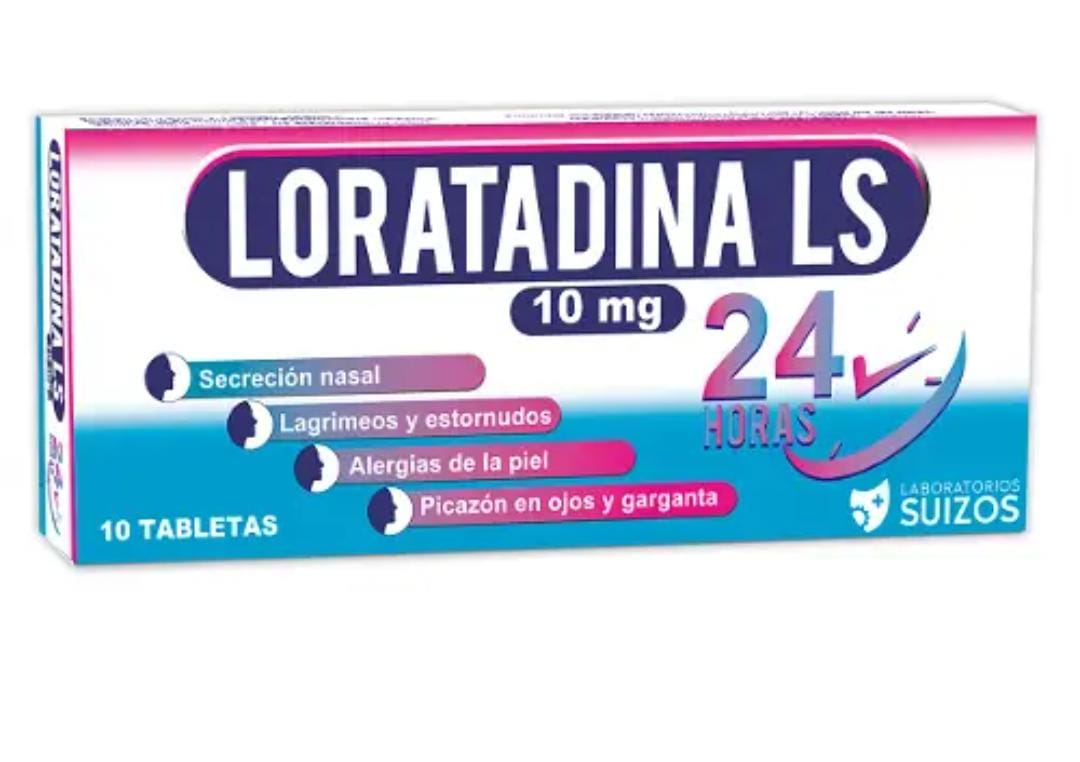 LORATADINA LS
10 mg
24
HORAS
Secreción nasal
Lagrimeos y estornudos
Alergias de la piel
Picazón en ojos y garganta
10 TABLETAS
LABORATORIOS
SUIZOS
LORATADINA LS